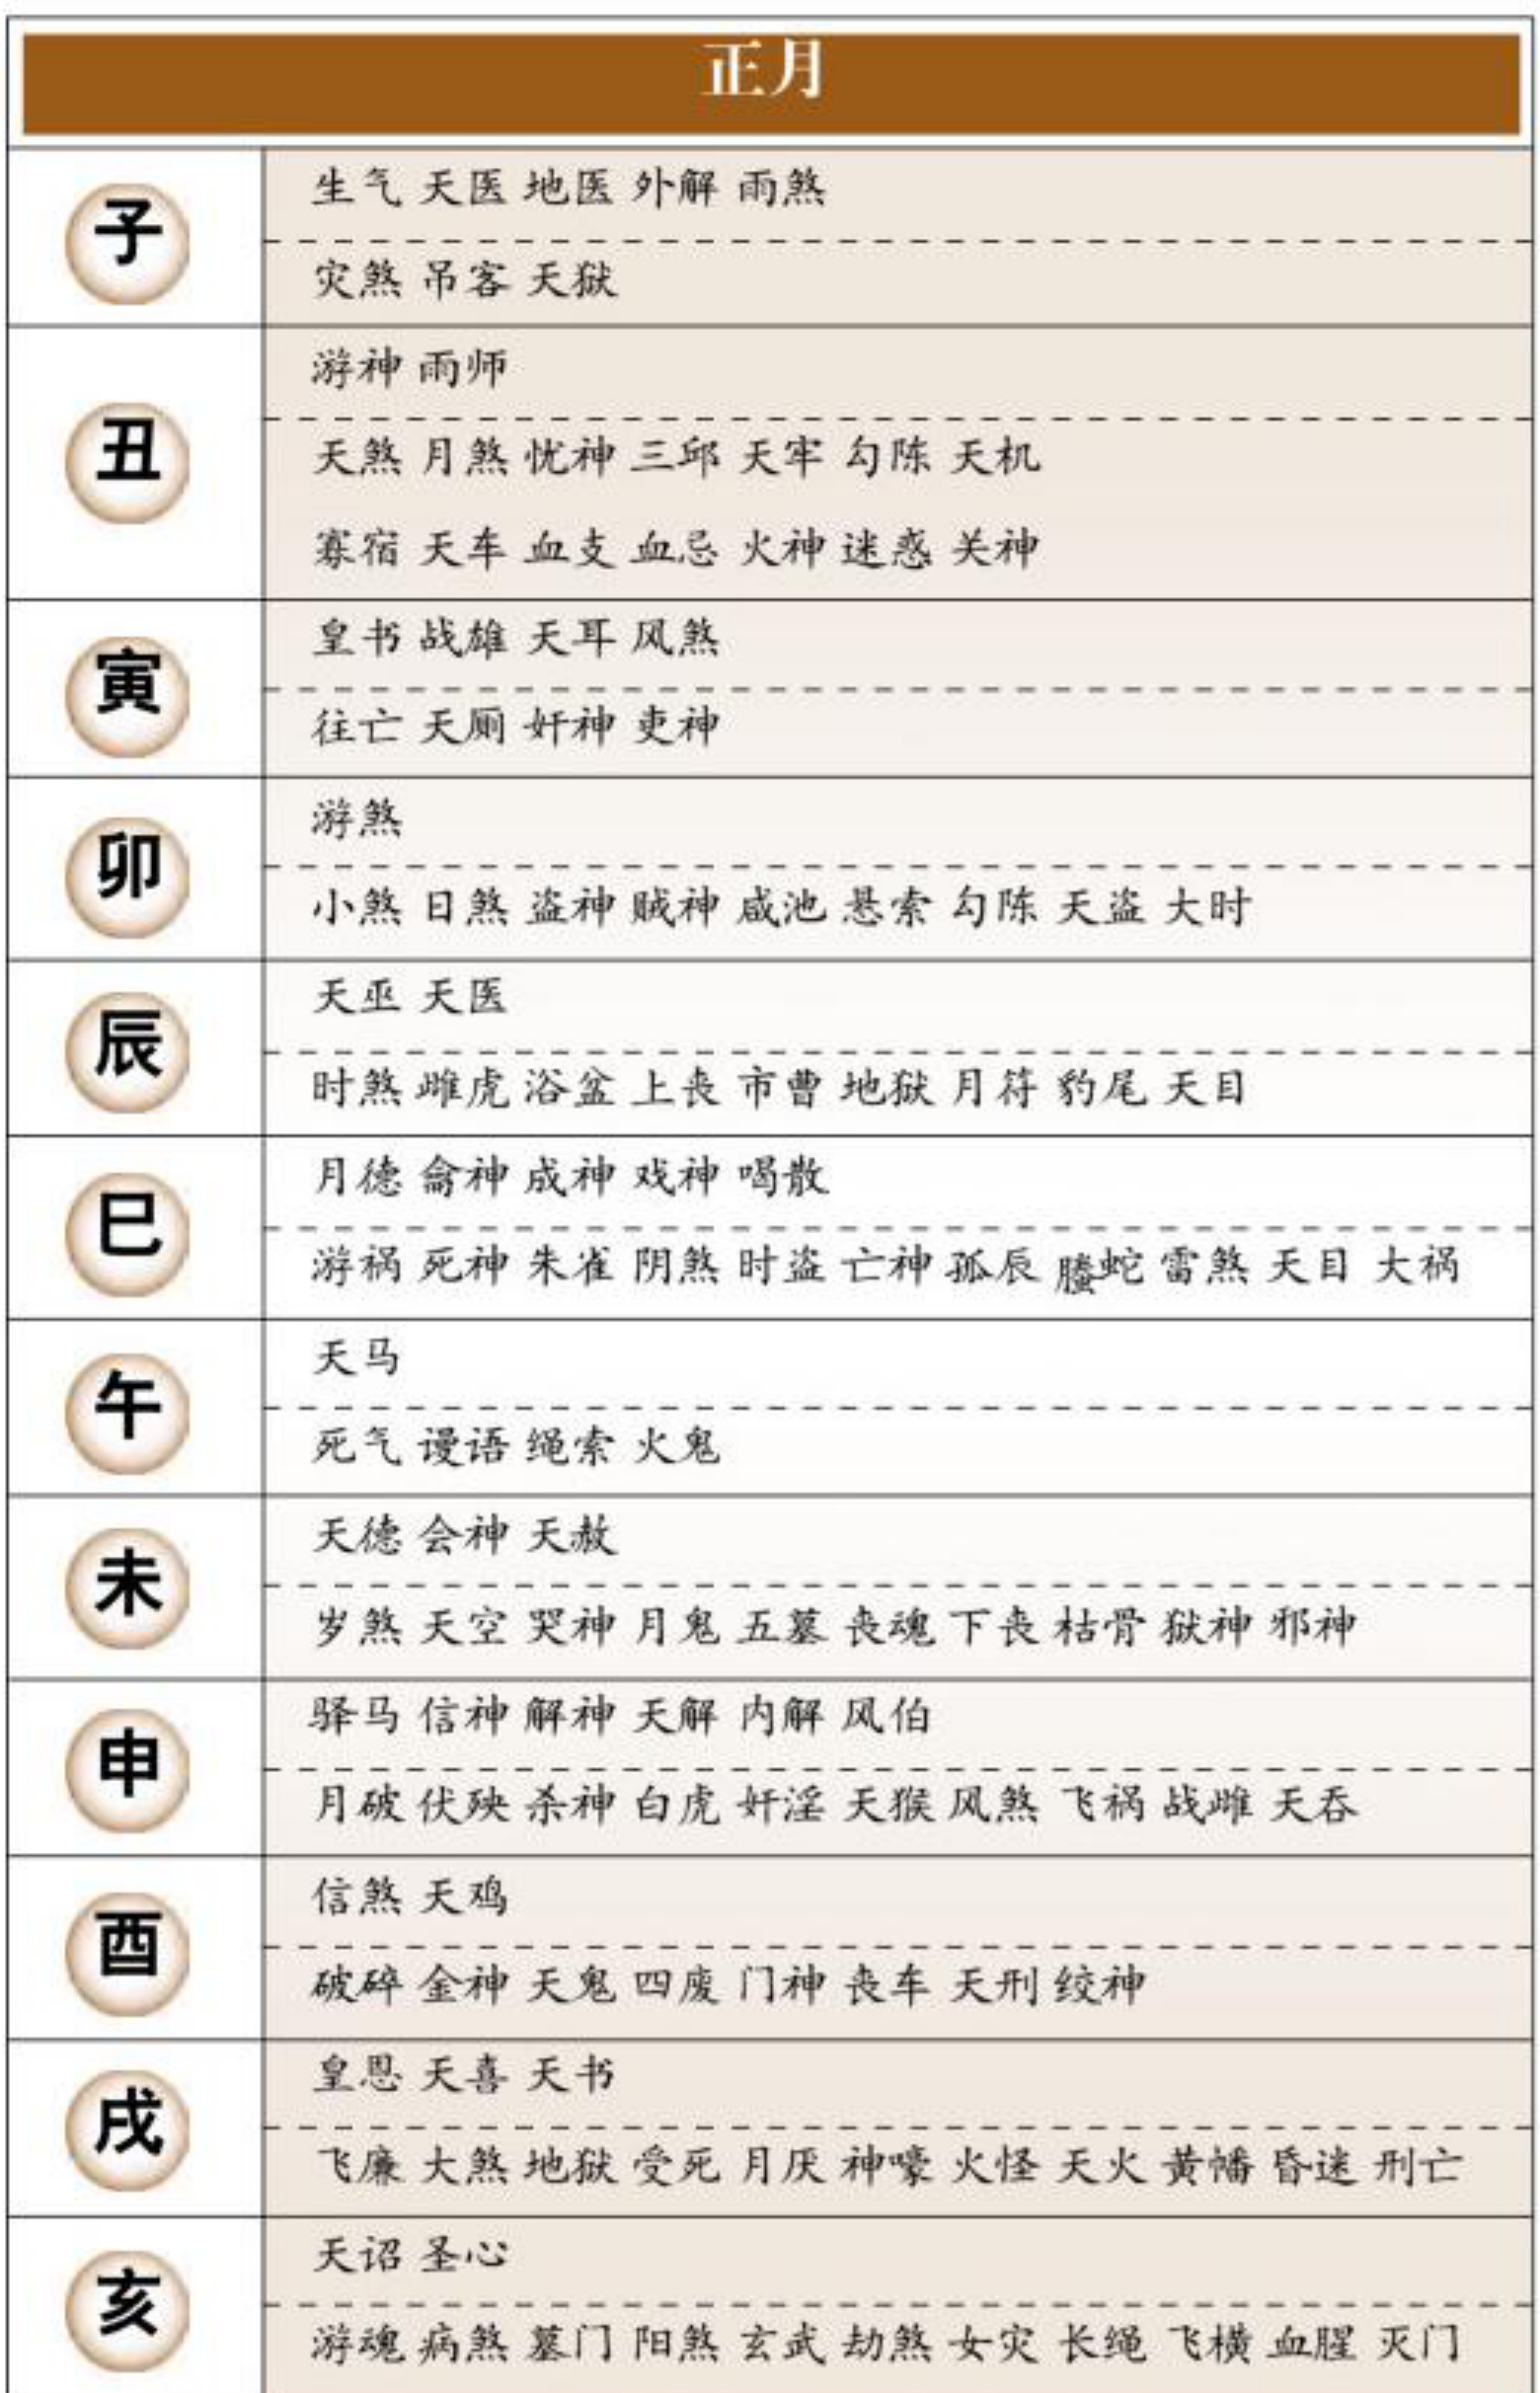 正月
子
生气 天医 地医 外解 雨煞
灾煞 吊客 天狱
丑
游神 雨师
天煞 月煞 忧神 三邱 天牢 勾陈 天机
寡宿 天车 血支 血忌 火神 迷惑 关神
寅
皇书 战雄 天耳 风煞
往亡 天厕 奸神 吏神
卯
游煞
小煞 日煞 盗神 贼神 咸池 悬索 勾陈 天盗 大时
辰
天巫 天医
时煞 雌虎 浴盆 上丧 市曹 地狱 月符 豹尾 天目
巳
月德 龠神 成神 戏神 喝散
游祸 死神 朱雀 阴煞 时盗 亡神 孤辰 螣蛇 雷煞 天目 大祸
午
天马
死气 谩语 绳索 火鬼
未
天德 会神 天赦
岁煞 天空 哭神 月鬼 五墓 丧魂 下丧 枯骨 狱神 邪神
申
驿马 信神 解神 天解 内解 风伯
月破 伏殃 杀神 白虎 奸淫 天猴 风煞 飞祸 战雌 天吞
酉
信煞 天鸡
破碎 金神 天鬼 四废 门神 丧车 天刑 绞神
戌
皇恩 天喜 天书
飞廉 大煞 地狱 受死 月厌 神嚎 火怪 天火 黄幡 昏迷 刑亡
亥
天诏 圣心
游魂 病煞 墓门 阳煞 玄武 劫煞 女灾 长绳 飞横 血腥 灭门